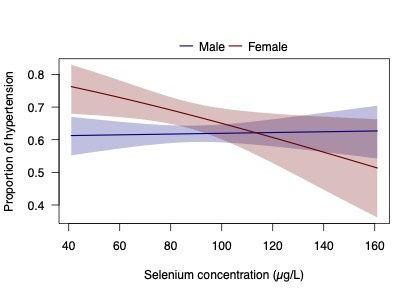 Male Female
Proportion of hypertension
0.8
0.7
0.6
0.5
0.4
40 60 80 100 120 140 160
Selenium concentration (µg/L)